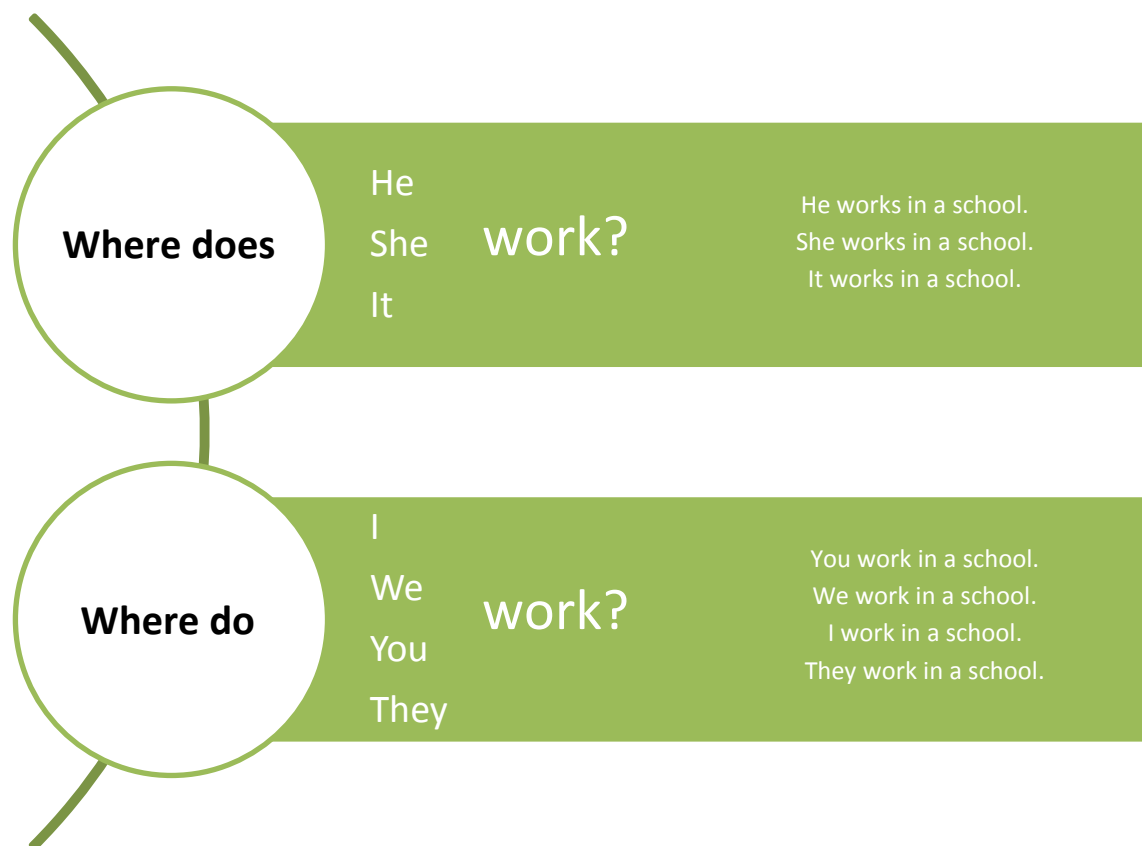 Where does
He
She
It
work?
He works in a school.
She works in a school.
It works in a school.
Where do
I
We
You
They
work?
You work in a school.
We work in a school.
I work in a school.
They work in a school.